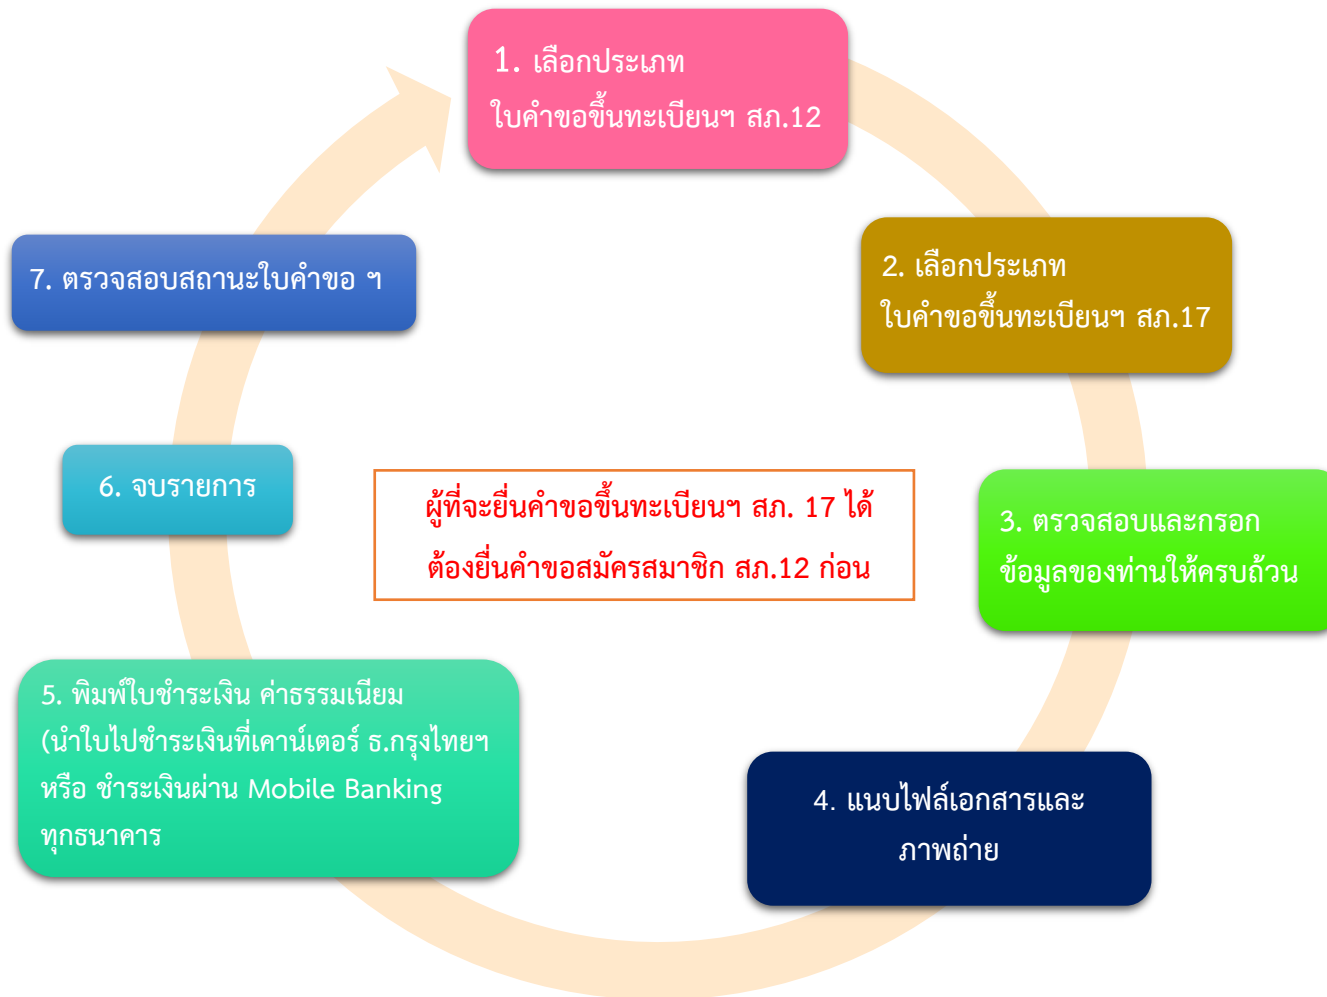 1. เลือกประเภท
ใบคำขอขึ้นทะเบียนฯ สภ.12
2. เลือกประเภท
ใบคำขอขึ้นทะเบียนฯ สภ.17
3. ตรวจสอบและกรอก
ข้อมูลของท่านให้ครบถ้วน
4. แนบไฟล์เอกสารและ
ภาพถ่าย
5. พิมพ์ใบชำระเงิน ค่าธรรมเนียม
(นำใบไปชำระเงินที่เคาน์เตอร์ ธ.กรุงไทยฯ
หรือ ชำระเงินผ่าน Mobile Banking
ทุกธนาคาร
6. จบรายการ
7. ตรวจสอบสถานะใบคำขอ ฯ
ผู้ที่จะยื่นคำขอขึ้นทะเบียนฯ สภ. 17 ได้
ต้องยื่นคำขอสมัครสมาชิก สภ.12 ก่อน